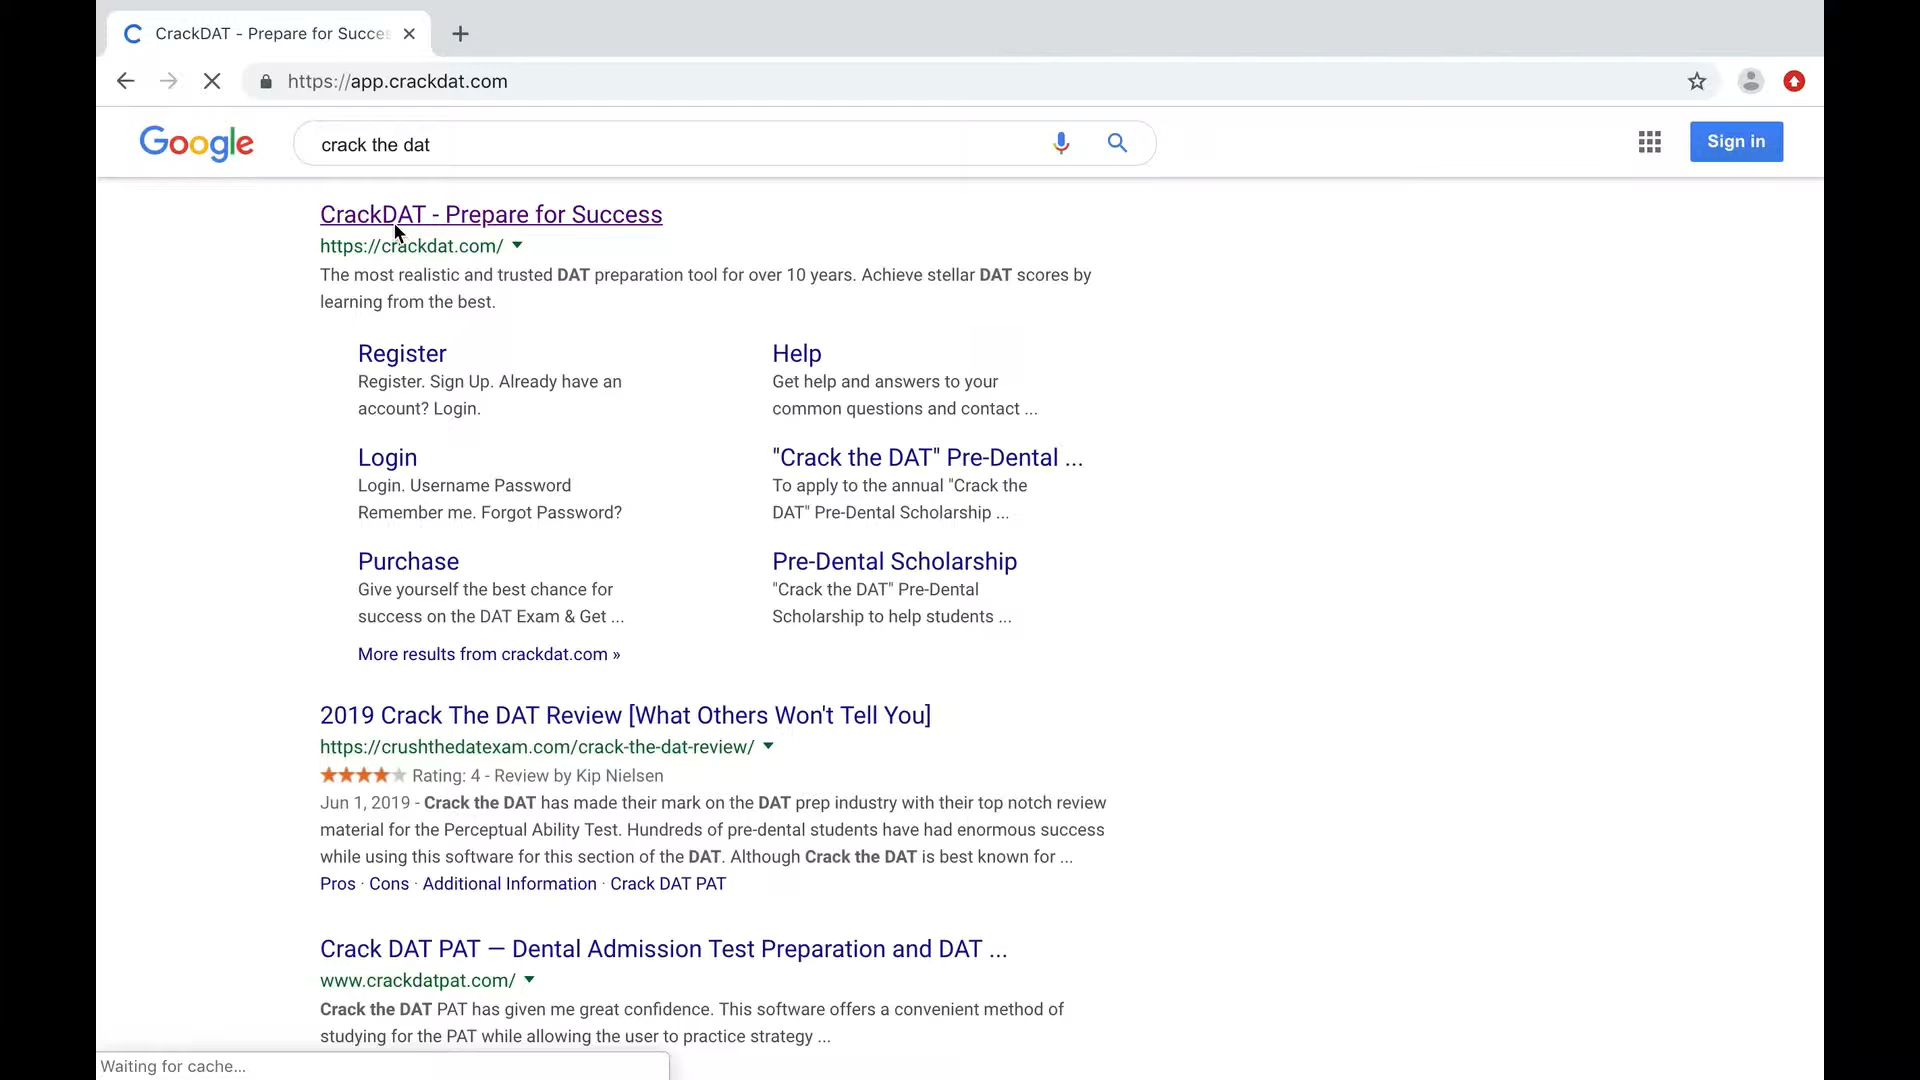 CrackDAT - Prepare for Succe
https://app.crackdat.com
Google
crack the dat
Sign in
CrackDAT - Prepare for Success
https://crackdat.com/
The most realistic and trusted DAT preparation tool for over 10 years. Achieve stellar DAT scores by
learning from the best.
Register
Register. Sign Up. Already have an
account? Login.
Help
Get help and answers to your
common questions and contact ...
Login
Login. Username Password
Remember me. Forgot Password?
"Crack the DAT" Pre-Dental ...
To apply to the annual "Crack the
DAT" Pre-Dental Scholarship ...
Purchase
Give yourself the best chance for
success on the DAT Exam & Get ...
Pre-Dental Scholarship
"Crack the DAT" Pre-Dental
Scholarship to help students ...
More results from crackdat.com »
2019 Crack The DAT Review [What Others Won't Tell You]
https://crushthedatexam.com/crack-the-dat-review/
Rating: 4 - Review by Kip Nielsen
Jun 1, 2019 - Crack the DAT has made their mark on the DAT prep industry with their top notch review
material for the Perceptual Ability Test. Hundreds of pre-dental students have had enormous success
while using this software for this section of the DAT. Although Crack the DAT is best known for ...
Pros · Cons · Additional Information · Crack DAT PAT
Crack DAT PAT — Dental Admission Test Preparation and DAT ...
www.crackdatpat.com/
Crack the DAT PAT has given me great confidence. This software offers a convenient method of
studying for the PAT while allowing the user to practice strategy ...
Waiting for cache...